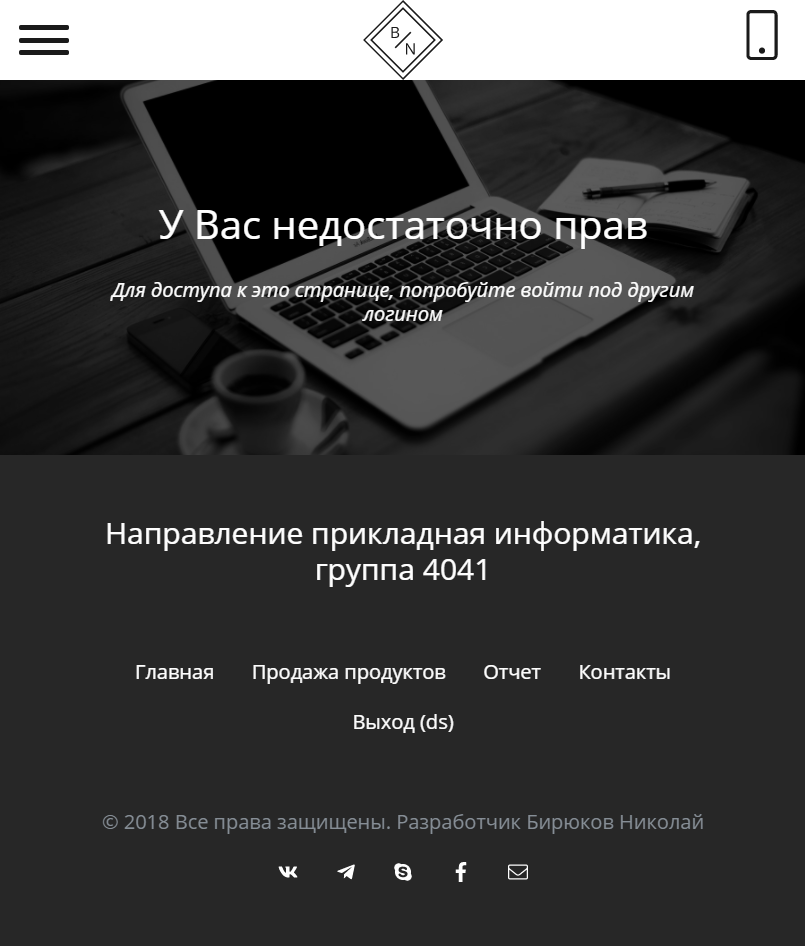 B
N
У Вас недостаточно прав
Для доступа к это странице, попробуйте войти под другим
логином
Направление прикладная информатика,
группа 4041
Главная Продажа продуктов Отчет Контакты
Выход (ds)
© 2018 Все права защищены. Разработчик Бирюков Николай